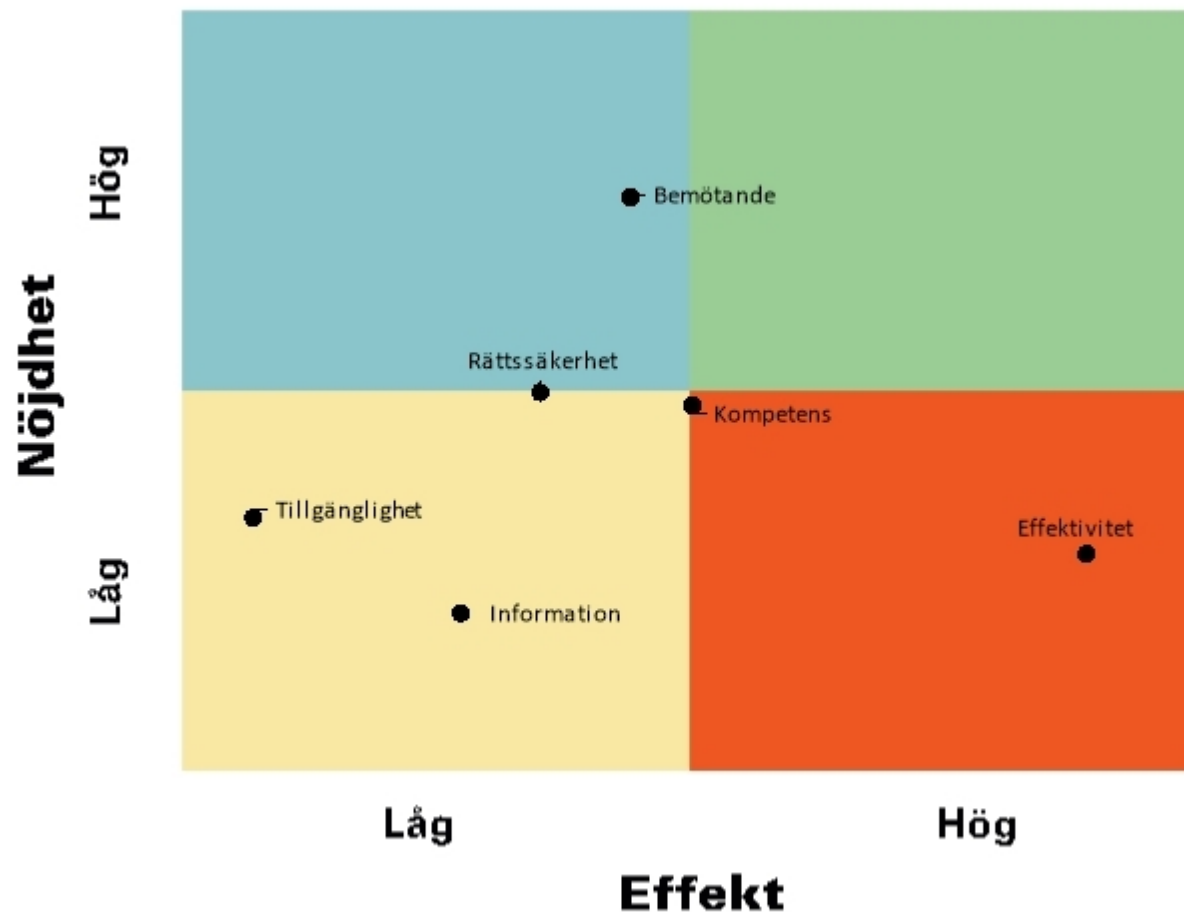 Hög
Bemötande
Nöjdhet
Rättssäkerhet
Kompetens
Tillgänglighet
Effektivitet
Låg
Information
Låg
Hög
Effekt